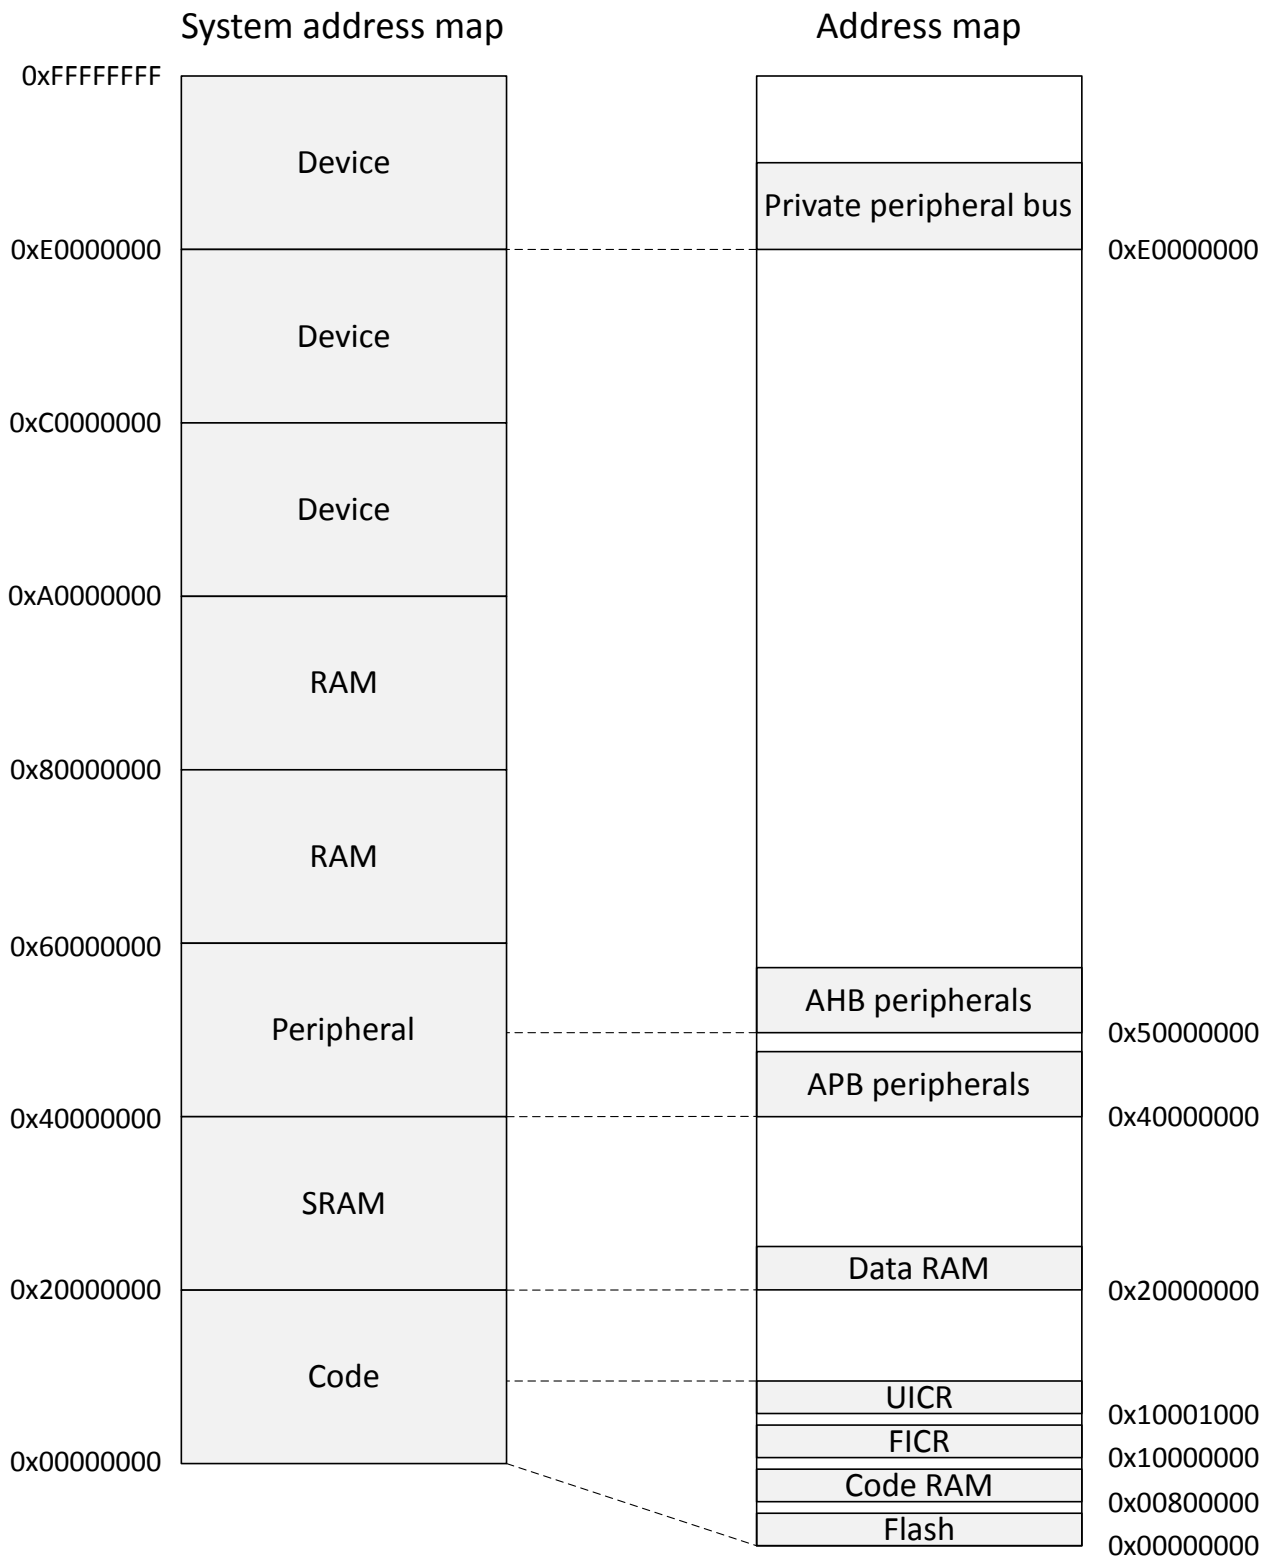 System address map
Address map
0xFFFFFFFF
Device
Private peripheral bus
0xE0000000
0xE0000000
Device
0xC0000000
Device
0xA0000000
RAM
0x80000000
RAM
0x60000000
AHB peripherals
Peripheral
0x50000000
APB peripherals
0x40000000
0x40000000
SRAM
Data RAM
0x20000000
0x20000000
Code
UICR
0x10001000
FICR
0x00000000
0x10000000
Code RAM
0x00800000
Flash
0x00000000